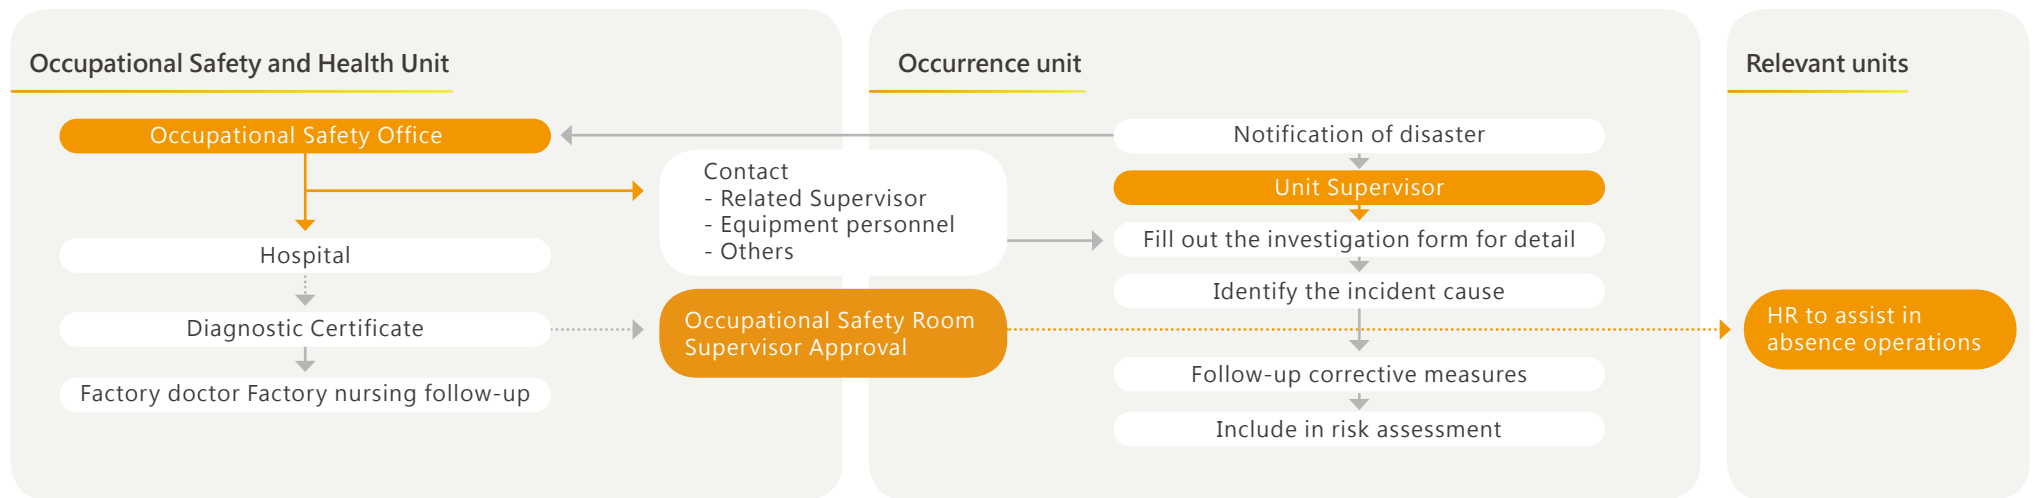 Occupational Safety and Health Unit
Occupational Safety Office
Hospital
Diagnostic Certificate
Factory doctor Factory nursing follow-up
Contact
- Related Supervisor
- Equipment personnel
- Others
Occupational Safety Room
Supervisor Approval
Occurrence unit
Notification of disaster
Unit Supervisor
Fill out the investigation form for detail
Identify the incident cause
Follow-up corrective measures
Include in risk assessment
Relevant units
HR to assist in
absence operations